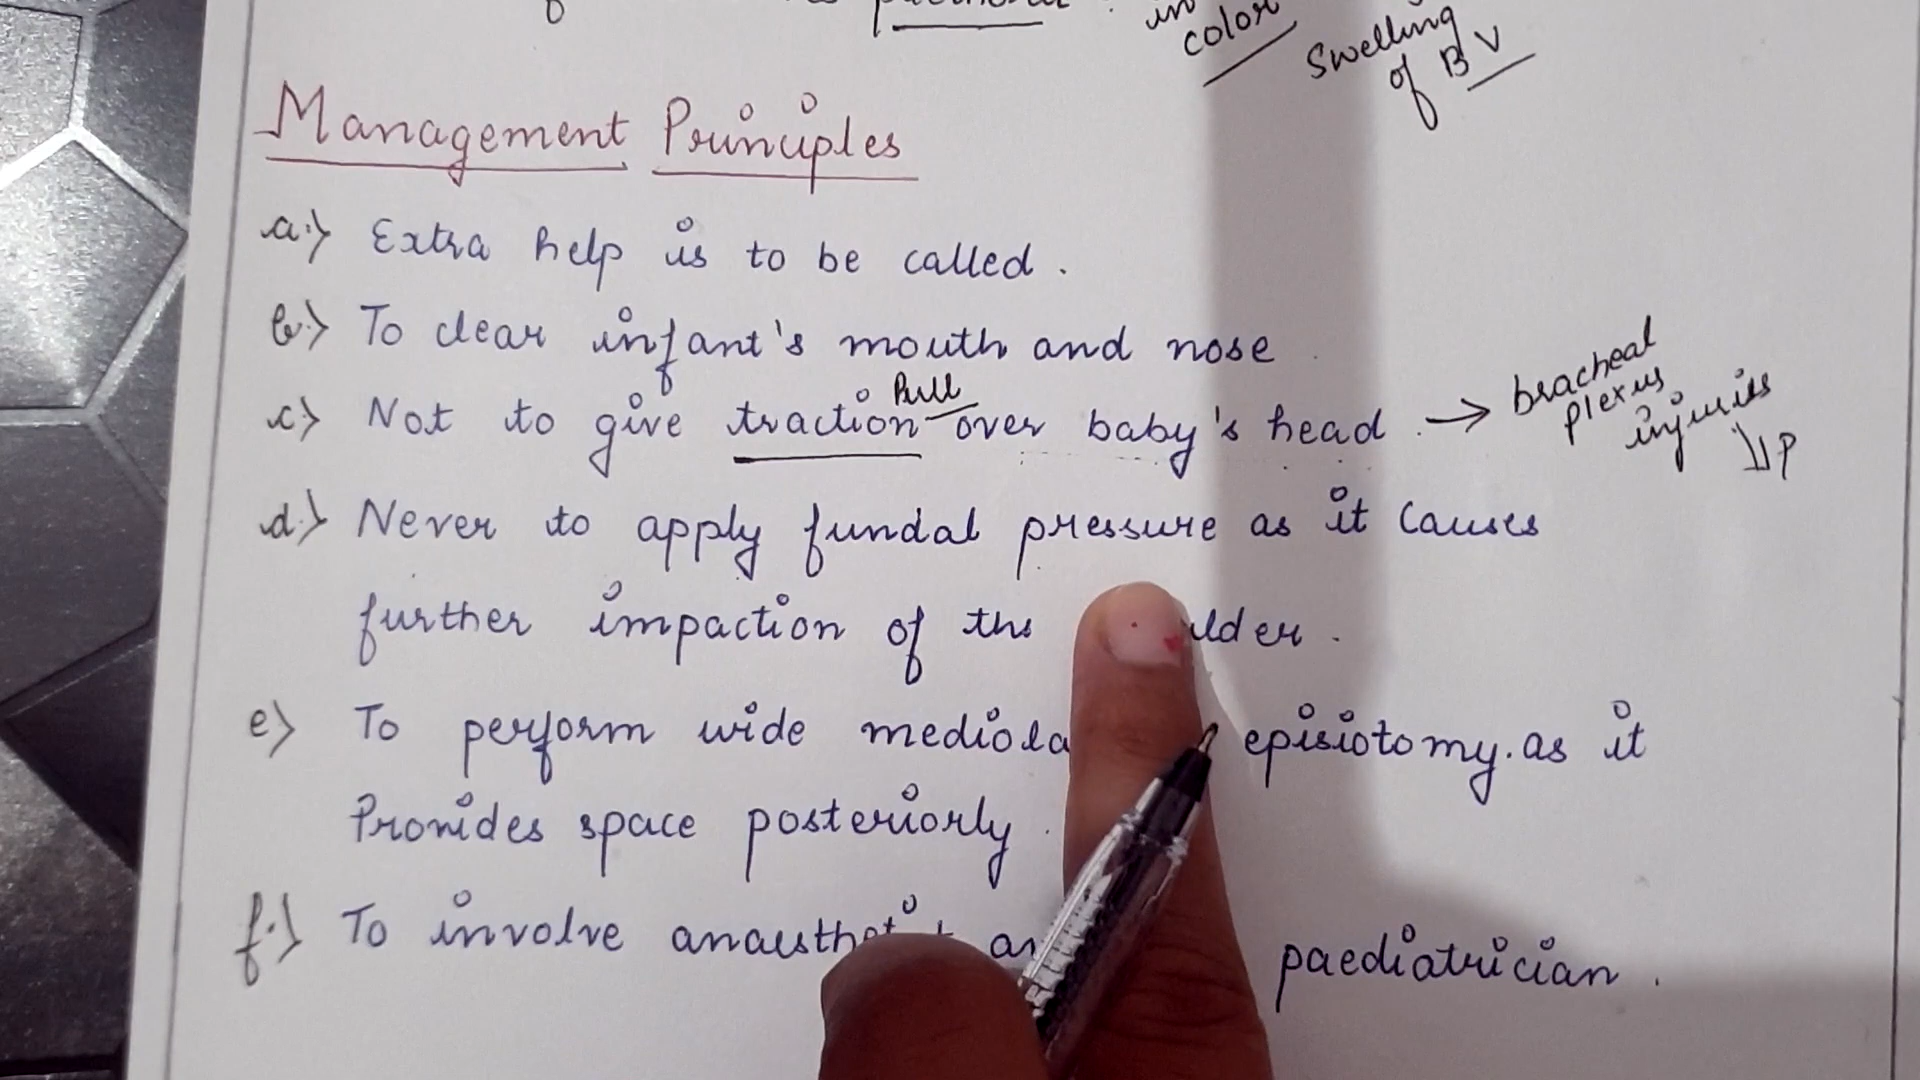 in
color
Swelling
of BV
Management Principles
a.) Extra help is to be called.
b.) To clear infant's mouth and nose
Pull
c.) Not to give traction over baby's head. → bracheal
plexus
injuries
d.) Never to apply fundal pressure as it causes
further impaction of the
e) To perform wide episiotomy. as it
Provides space posteriorly.
f.) To involve paediatrician.